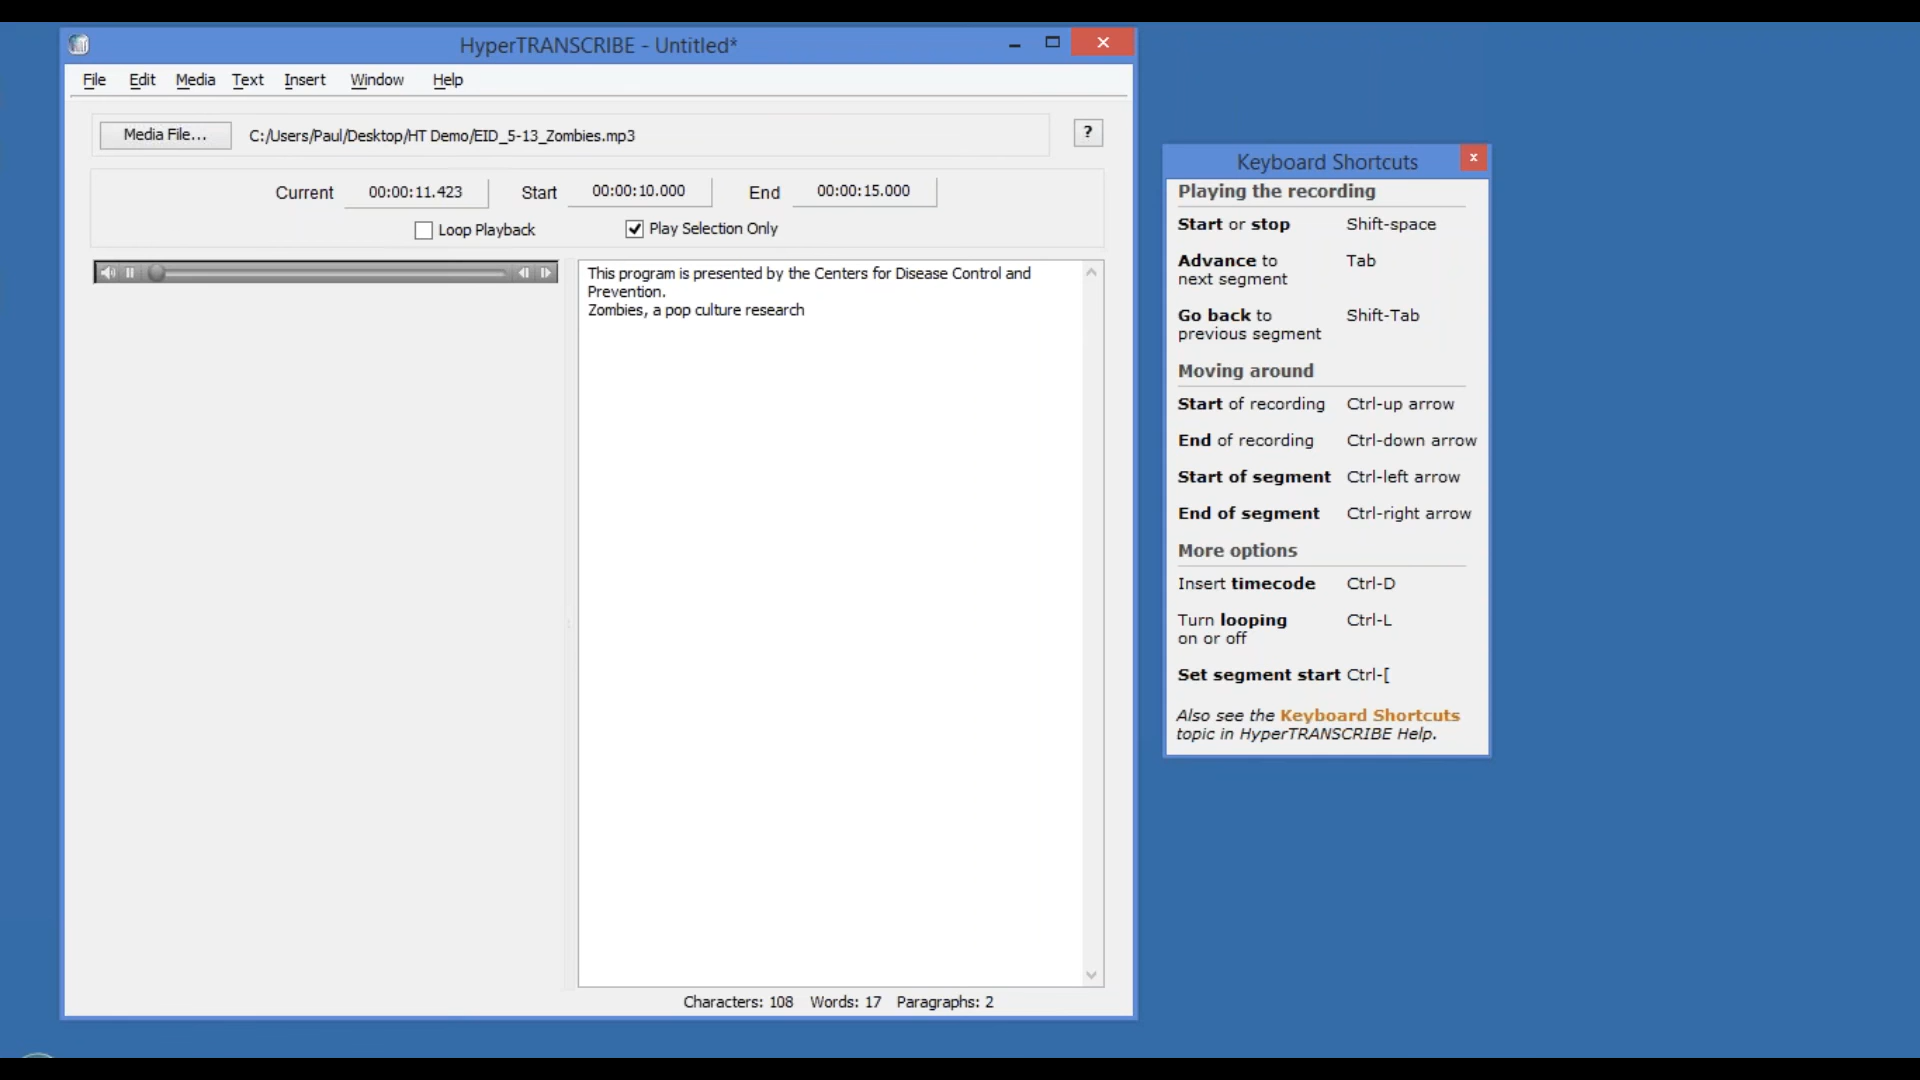 HyperTRANSCRIBE - Untitled*
File Edit Media Text Insert Window Help
Media File... C:/Users/Paul/Desktop/HT Demo/EID_5-13_Zombies.mp3 ?
Current 00:00:11.423 Start 00:00:10.000 End 00:00:15.000
Loop Playback Play Selection Only
This program is presented by the Centers for Disease Control and
Prevention.
Zombies, a pop culture research
Characters: 108 Words: 17 Paragraphs: 2
Keyboard Shortcuts x
Playing the recording
Start or stop Shift-space
Advance to Tab
next segment
Go back to Shift-Tab
previous segment
Moving around
Start of recording Ctrl-up arrow
End of recording Ctrl-down arrow
Start of segment Ctrl-left arrow
End of segment Ctrl-right arrow
More options
Insert timecode Ctrl-D
Turn looping Ctrl-L
on or off
Set segment start Ctrl-[
Also see the Keyboard Shortcuts
topic in HyperTRANSCRIBE Help.